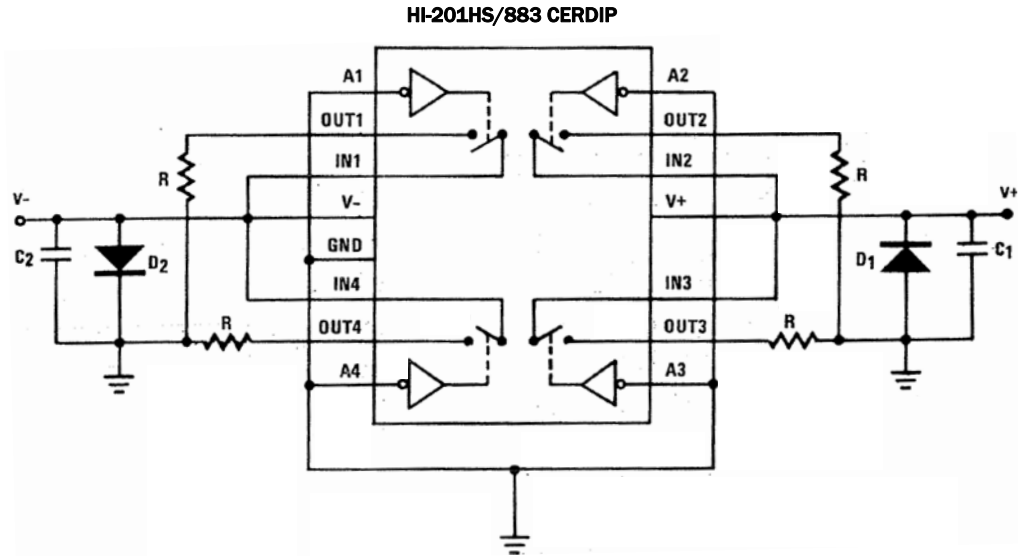 HI-201HS/883 CERDIP
A1
A2
OUT1
OUT2
IN1
IN2
R
R
V-
V-
V+
V+
C2
D2
GND
D1
C1
IN4
IN3
R
OUT4
OUT3
R
A4
A3